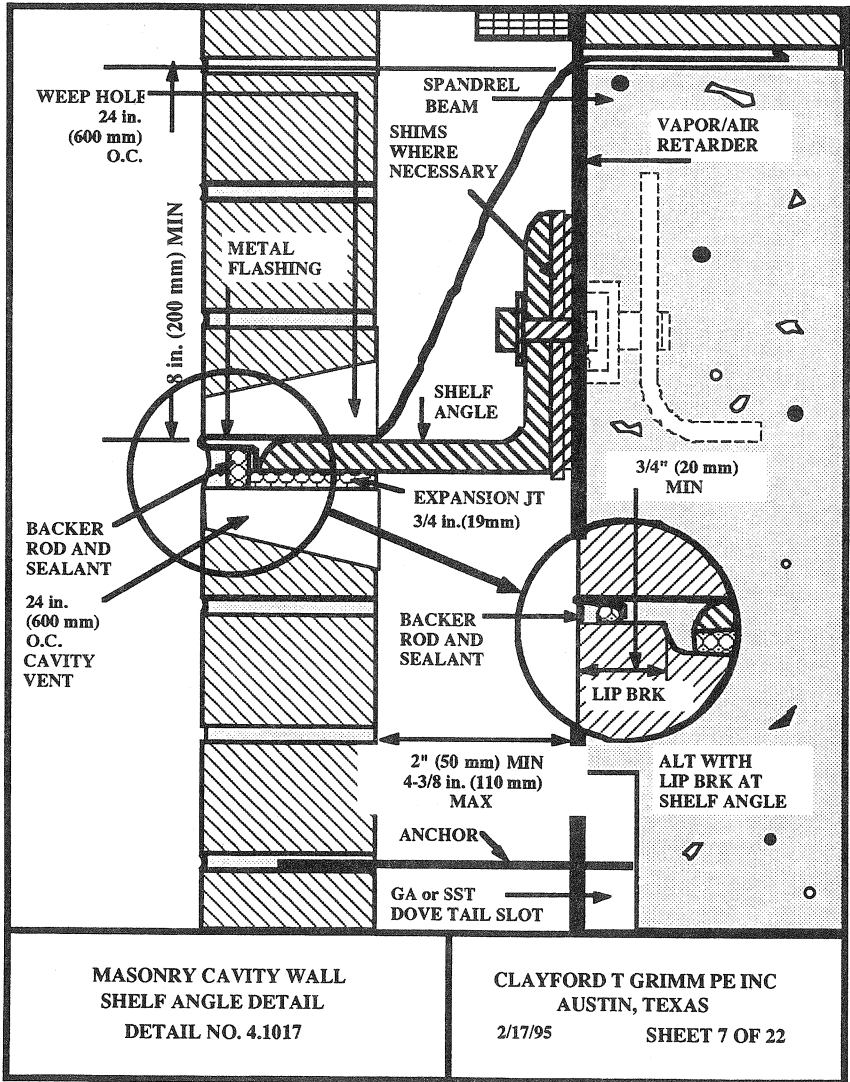 WEEP HOLE
24 in.
(600 mm)
O.C.
SPANDREL
BEAM
SHIMS
WHERE
NECESSARY
VAPOR/AIR
RETARDER
8 in. (200 mm) MIN
METAL
FLASHING
SHELF
ANGLE
3/4" (20 mm)
MIN
EXPANSION JT
3/4 in.(19mm)
BACKER
ROD AND
SEALANT
24 in.
(600 mm)
O.C.
CAVITY
VENT
BACKER
ROD AND
SEALANT
LIP BRK
2" (50 mm) MIN
4-3/8 in. (110 mm)
MAX
ALT WITH
LIP BRK AT
SHELF ANGLE
ANCHOR
GA or SST
DOVE TAIL SLOT
MASONRY CAVITY WALL
SHELF ANGLE DETAIL
DETAIL NO. 4.1017
CLAYFORD T GRIMM PE INC
AUSTIN, TEXAS
2/17/95 SHEET 7 OF 22